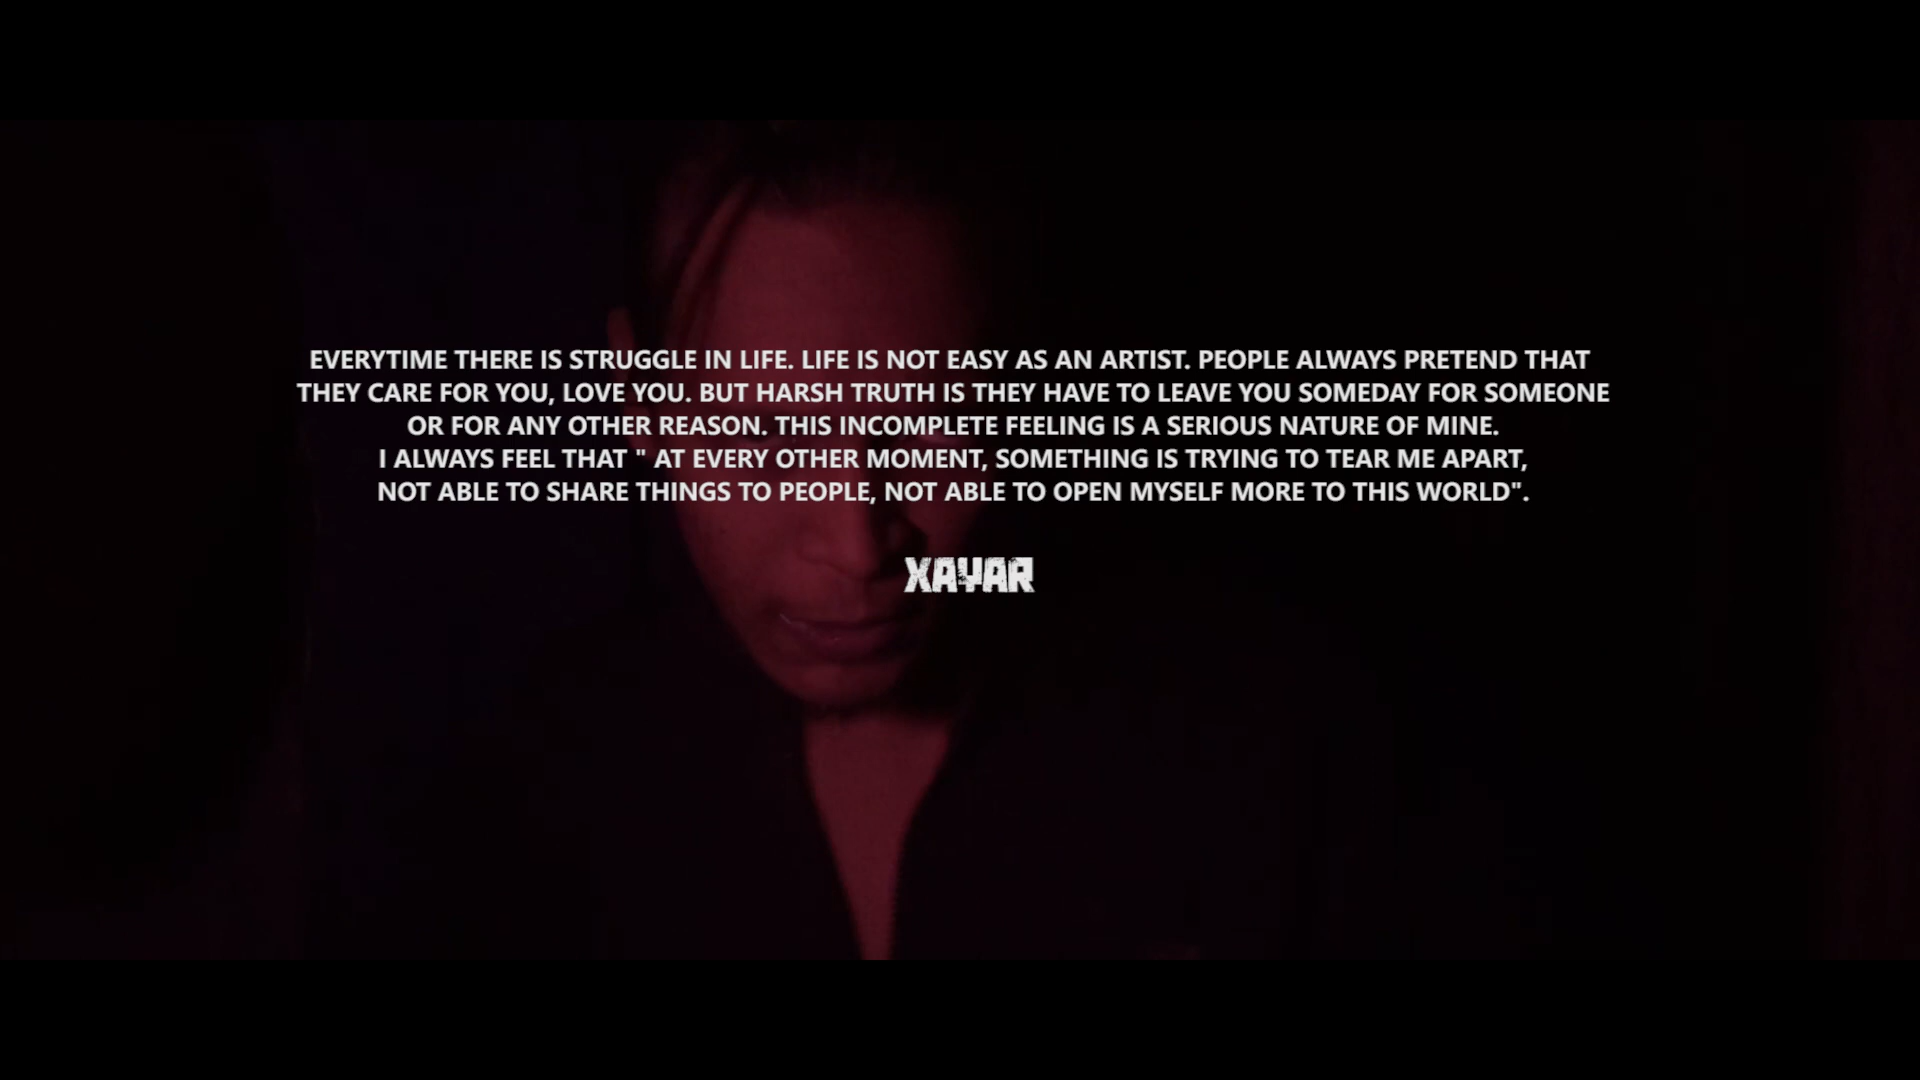 EVERYTIME THERE IS STRUGGLE IN LIFE. LIFE IS NOT EASY AS AN ARTIST. PEOPLE ALWAYS PRETEND THAT
THEY CARE FOR YOU, LOVE YOU. BUT HARSH TRUTH IS THEY HAVE TO LEAVE YOU SOMEDAY FOR SOMEONE
OR FOR ANY OTHER REASON. THIS INCOMPLETE FEELING IS A SERIOUS NATURE OF MINE.
I ALWAYS FEEL THAT " AT EVERY OTHER MOMENT, SOMETHING IS TRYING TO TEAR ME APART,
NOT ABLE TO SHARE THINGS TO PEOPLE, NOT ABLE TO OPEN MYSELF MORE TO THIS WORLD".
XAYAR